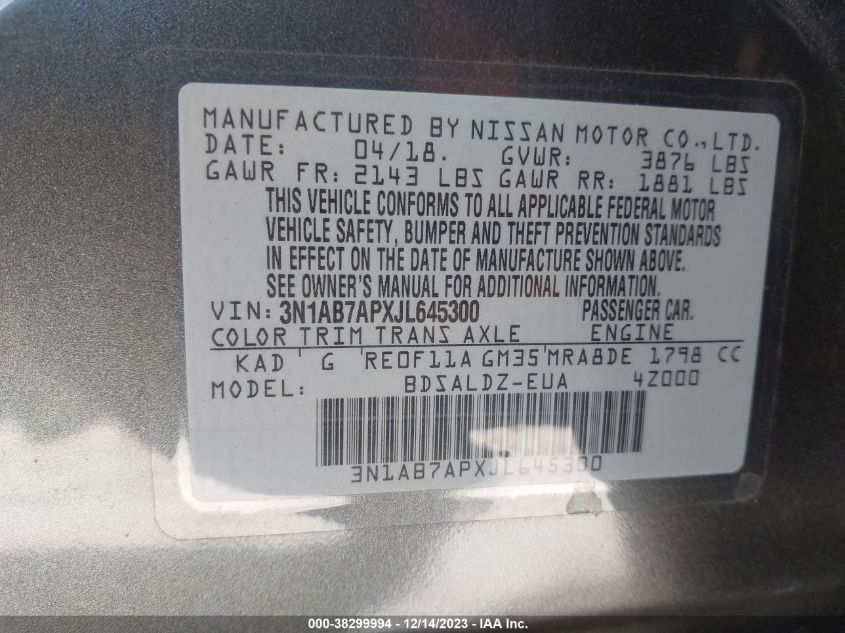 MANUFACTURED BY NISSAN MOTOR CO., LTD.
DATE: 04/18. GVWR: 3876 LBS
GAWR FR: 2143 LBS GAWR RR: 1881 LBS
THIS VEHICLE CONFORMS TO ALL APPLICABLE FEDERAL MOTOR
VEHICLE SAFETY, BUMPER AND THEFT PREVENTION STANDARDS
IN EFFECT ON THE DATE OF MANUFACTURE SHOWN ABOVE.
SEE OWNER'S MANUAL FOR ADDITIONAL INFORMATION.
VIN: 3N1AB7APXJL645300 PASSENGER CAR.
COLOR TRIM TRANS AXLE ENGINE
KAD G RE0F11A GM35 MRA8DE 1798 CC
MODEL: BDSALDZ-EUA 4Z000
3N1AB7APXJL645300
000-38299994 - 12/14/2023 - IAA Inc.